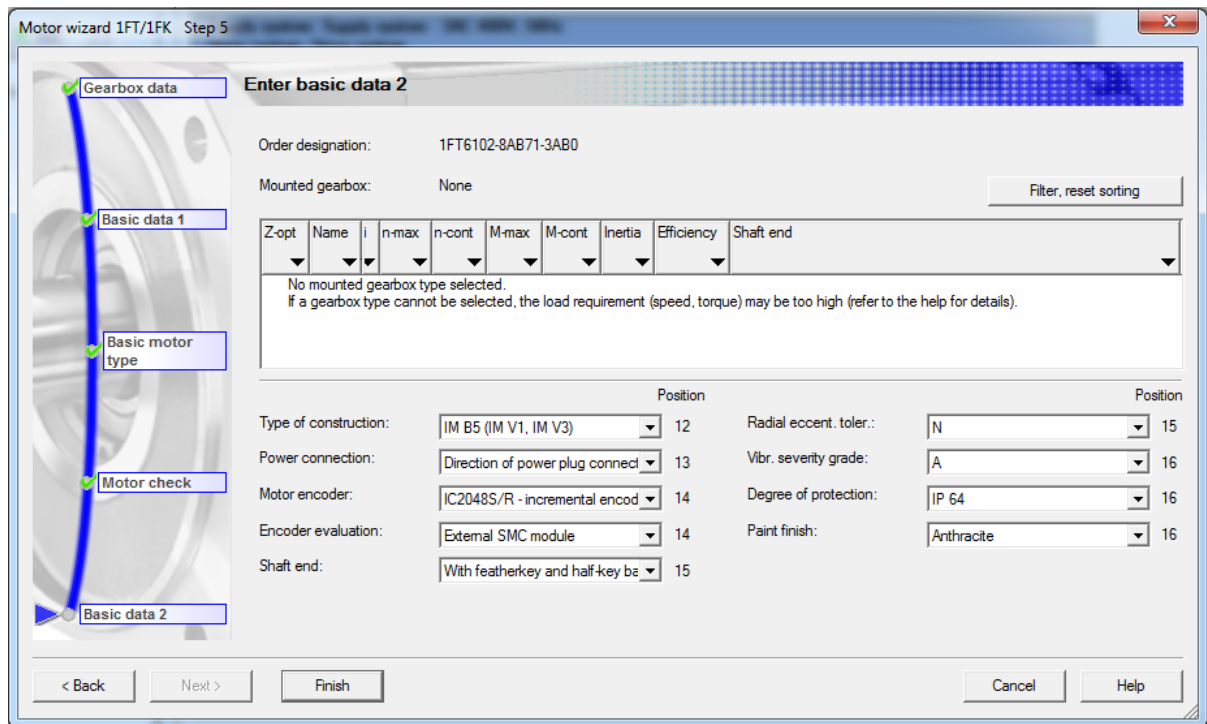 Motor wizard 1FT/1FK Step 5
Gearbox data
Basic data 1
Basic motor
type
Motor check
Basic data 2
Enter basic data 2
Order designation: 1FT6102-8AB71-3AB0
Mounted gearbox: None
Filter, reset sorting
Z-opt Name i n-max n-cont M-max M-cont Inertia Efficiency Shaft end
No mounted gearbox type selected.
If a gearbox type cannot be selected, the load requirement (speed, torque) may be too high (refer to the help for details).
Position Position
Type of construction: IM B5 (IM V1, IM V3) 12 Radial eccent. toler.: N 15
Power connection: Direction of power plug connect 13 Vibr. severity grade: A 16
Motor encoder: IC2048S/R - incremental encod 14 Degree of protection: IP 64 16
Encoder evaluation: External SMC module 14 Paint finish: Anthracite 16
Shaft end: With featherkey and half-key ba 15
< Back Next > Finish Cancel Help